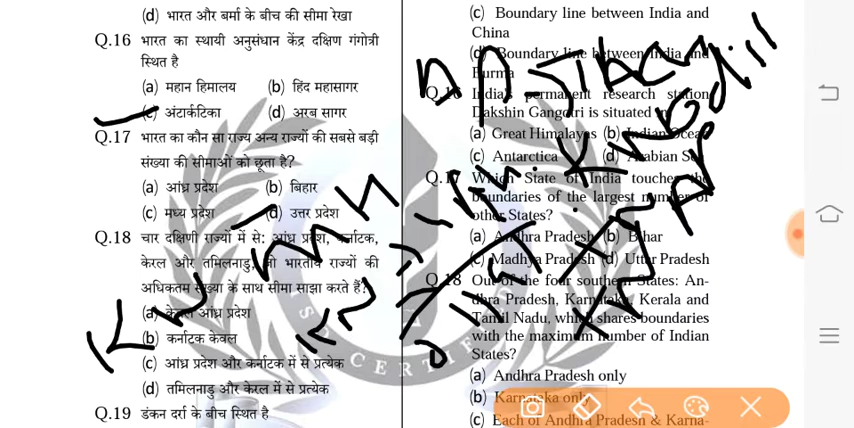 (d) भारत और बर्मा के बीच की सीमा रेखा
Q.16 भारत का स्थायी अनुसंधान केंद्र दक्षिण गंगोत्री
स्थित है
(a) महान हिमालय (b) हिंद महासागर
(c) अंटार्कटिका (d) अरब सागर
Q.17 भारत का कौन सा राज्य अन्य राज्यों की सबसे बड़ी
संख्या की सीमाओं को छूता है?
(a) आंध्र प्रदेश (b) बिहार
(c) मध्य प्रदेश (d) उत्तर प्रदेश
Q.18 चार दक्षिणी राज्यों में से: आंध्र प्रदेश, कर्नाटक,
केरल और तमिलनाडु, जो भारतीय राज्यों की
अधिकतम संख्या के साथ सीमा साझा करते हैं?
(a) केवल आंध्र प्रदेश
(b) कर्नाटक केवल
(c) आंध्र प्रदेश और कर्नाटक में से प्रत्येक
(d) तमिलनाडु और केरल में से प्रत्येक
Q.19 डंकन दर्रा के बीच स्थित है
(c) Boundary line between India and
China
(d) Boundary line between India and
Burma
Q.16 India's permanent research station
Dakshin Gangotri is situated in
(a) Great Himalayas (b) Indian Ocean
(c) Antarctica (d) Arabian Sea
Q.17 Which State of India touches the
boundaries of the largest number of
other States?
(a) Andhra Pradesh (b) Bihar
(c) Madhya Pradesh (d) Uttar Pradesh
Q.18 Out of the four southern States: An-
dhra Pradesh, Karnataka, Kerala and
Tamil Nadu, which shares boundaries
with the maximum number of Indian
States?
(a) Andhra Pradesh only
(b) Karnataka only
(c) Each of Andhra Pradesh & Karna-
CERTIFIE